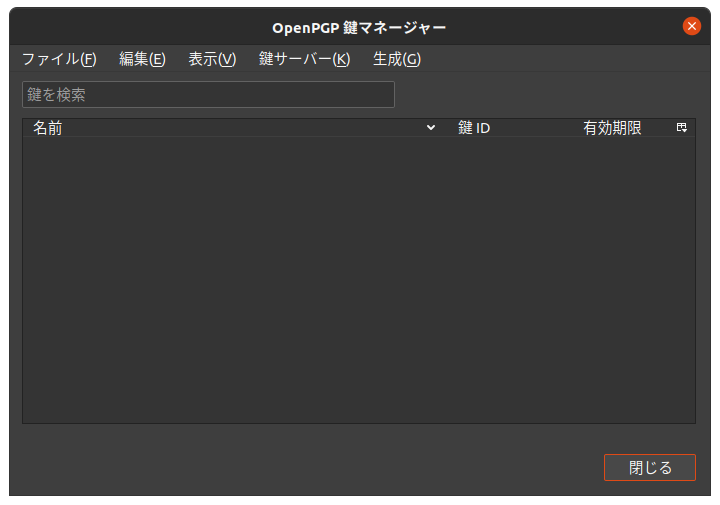 OpenPGP 鍵マネージャー
ファイル(F) 編集(E) 表示(V) 鍵サーバー(K) 生成(G)
鍵を検索
名前 鍵 ID 有効期限
閉じる